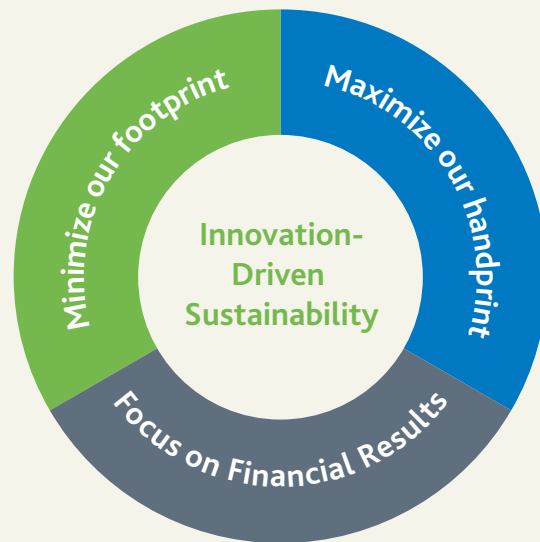 Minimize our footprint
Maximize our handprint
Innovation-
Driven
Sustainability
Focus on Financial Results